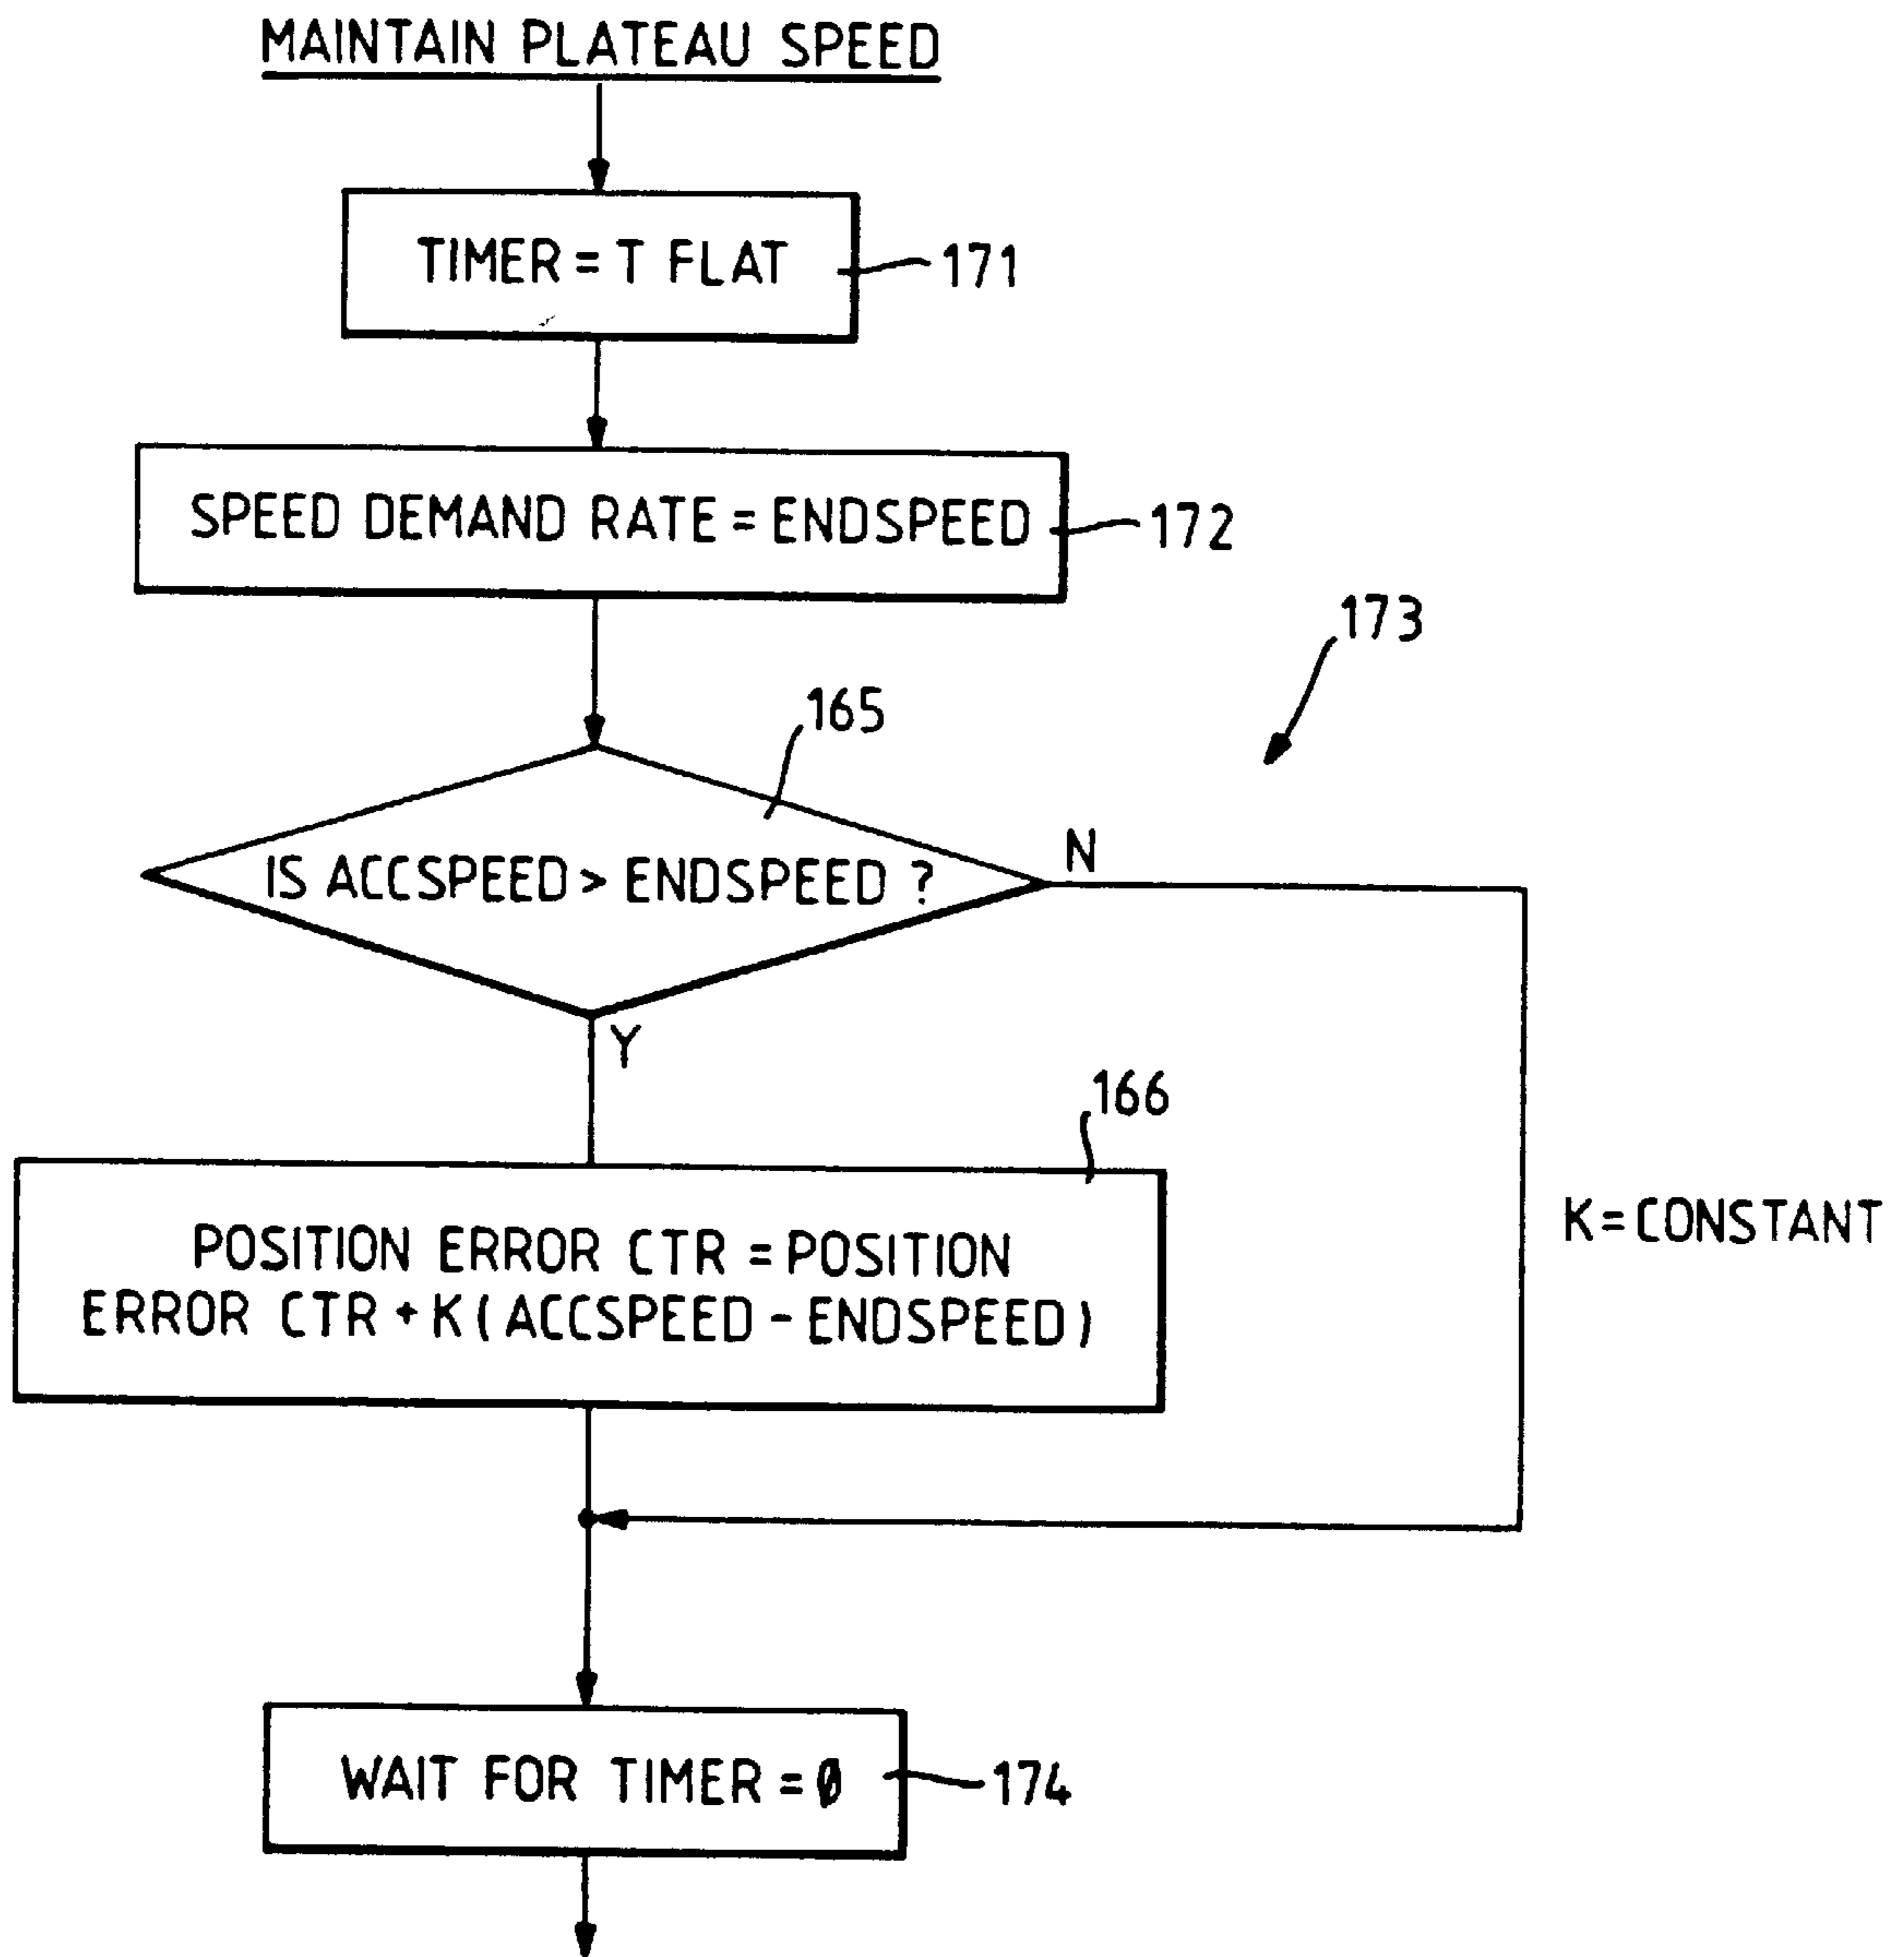 MAINTAIN PLATEAU SPEED
TIMER = T FLAT
171
SPEED DEMAND RATE = ENDSPEED
172
173
165
IS ACCSPEED > ENDSPEED ?
N
Y
166
POSITION ERROR CTR = POSITION
ERROR CTR + K (ACCSPEED - ENDSPEED)
K = CONSTANT
WAIT FOR TIMER = Ø
174